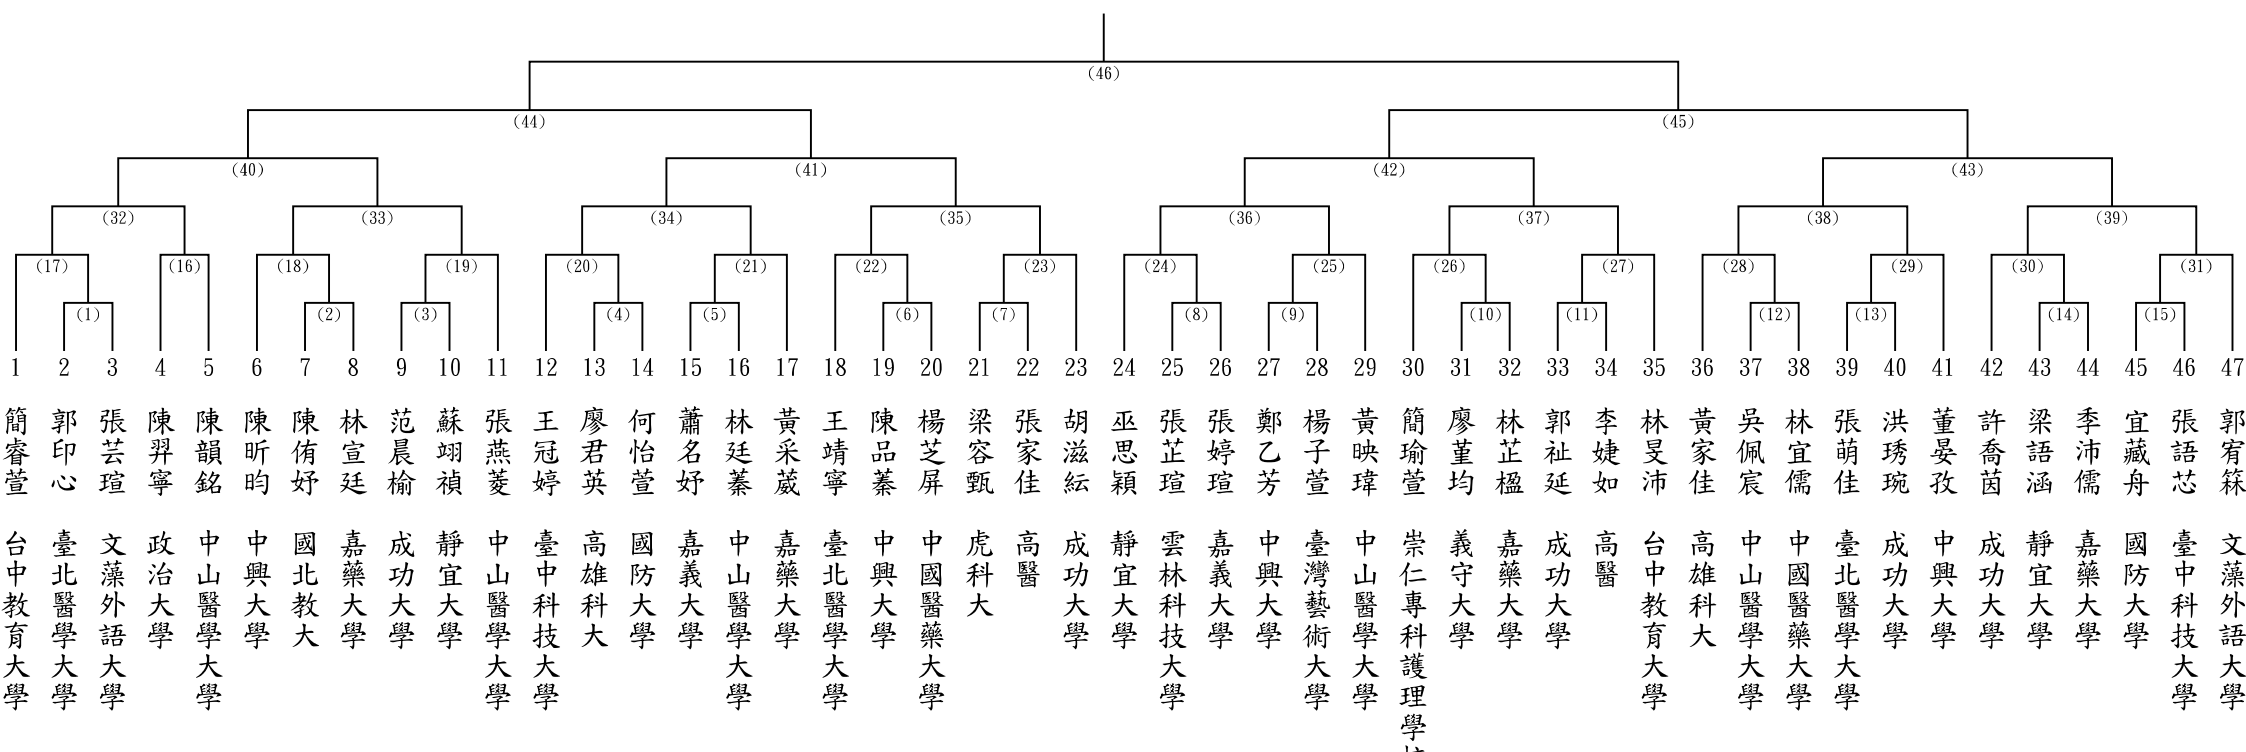 (46)
(44)
(45)
(40)
(41)
(42)
(43)
(32)
(33)
(34)
(35)
(36)
(37)
(38)
(39)
(17)
(16)
(18)
(19)
(20)
(21)
(22)
(23)
(24)
(25)
(26)
(27)
(28)
(29)
(30)
(31)
(1)
(2)
(3)
(4)
(5)
(6)
(7)
(8)
(9)
(10)
(11)
(12)
(13)
(14)
(15)
1 簡睿萱 台中教育大學
2 郭印心 臺北醫學大學
3 張芸瑄 文藻外語大學
4 陳羿寧 政治大學
5 陳韻銘 中山醫學大學
6 陳昕昀 中興大學
7 陳侑妤 國北教大
8 林宣廷 嘉藥大學
9 范晨榆 成功大學
10 蘇翊禎 靜宜大學
11 張燕菱 中山醫學大學
12 王冠婷 臺中科技大學
13 廖君英 高雄科大
14 何怡萱 國防大學
15 蕭名妤 嘉義大學
16 林廷蓁 中山醫學大學
17 黃采葳 嘉藥大學
18 王靖寧 臺北醫學大學
19 陳品蓁 中興大學
20 楊芝屏 中國醫藥大學
21 梁容甄 虎科大
22 張家佳 高醫
23 胡滋紜 成功大學
24 巫思穎 靜宜大學
25 張芷瑄 雲林科技大學
26 張婷瑄 嘉義大學
27 鄭乙芳 中興大學
28 楊子萱 臺灣藝術大學
29 黃映瑋 中山醫學大學
30 簡瑜萱 崇仁專科護理學
31 廖堇均 義守大學
32 林芷楹 嘉藥大學
33 郭祉延 成功大學
34 李婕如 高醫
35 林旻沛 台中教育大學
36 黃家佳 高雄科大
37 吳佩宸 中山醫學大學
38 林宜儒 中國醫藥大學
39 張萌佳 臺北醫學大學
40 洪琇琬 成功大學
41 董晏孜 中興大學
42 許喬茵 成功大學
43 梁語涵 靜宜大學
44 季沛儒 嘉藥大學
45 宜藏舟 國防大學
46 張語芯 臺中科技大學
47 郭宥箖 文藻外語大學